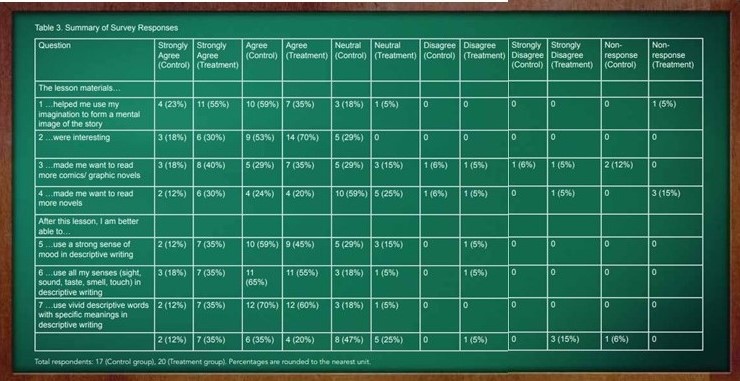 Table 3. Summary of Survey Responses
Question Strongly Agree (Control) Strongly Agree (Treatment) Agree (Control) Agree (Treatment) Neutral (Control) Neutral (Treatment) Disagree (Control) Disagree (Treatment) Strongly Disagree (Control) Strongly Disagree (Treatment) Non-response (Control) Non-response (Treatment)
The lesson materials…
1 …helped me use my imagination to form a mental image of the story 4 (23%) 11 (55%) 10 (59%) 7 (35%) 3 (18%) 1 (5%) 0 0 0 0 0 1 (5%)
2 …were interesting 3 (18%) 6 (30%) 9 (53%) 14 (70%) 5 (29%) 0 0 0 0 0 0 0
3 …made me want to read more comics/ graphic novels 3 (18%) 8 (40%) 5 (29%) 7 (35%) 5 (29%) 3 (15%) 1 (6%) 1 (5%) 1 (6%) 1 (5%) 2 (12%) 0
4 …made me want to read more novels 2 (12%) 6 (30%) 4 (24%) 4 (20%) 10 (59%) 5 (25%) 1 (6%) 1 (5%) 0 1 (5%) 0 3 (15%)
After this lesson, I am better able to…
5 …use a strong sense of mood in descriptive writing 2 (12%) 7 (35%) 10 (59%) 9 (45%) 5 (29%) 3 (15%) 0 1 (5%) 0 0 0 0
6 …use all my senses (sight, sound, taste, smell, touch) in descriptive writing 3 (18%) 7 (35%) 11 (65%) 11 (55%) 3 (18%) 1 (5%) 0 1 (5%) 0 0 0 0
7 …use vivid descriptive words with specific meanings in descriptive writing 2 (12%) 7 (35%) 12 (70%) 12 (60%) 3 (18%) 1 (5%) 0 0 0 0 0 0
2 (12%) 7 (35%) 6 (35%) 4 (20%) 8 (47%) 5 (25%) 0 1 (5%) 0 3 (15%) 1 (6%) 0
Total respondents: 17 (Control group), 20 (Treatment group). Percentages are rounded to the nearest unit.